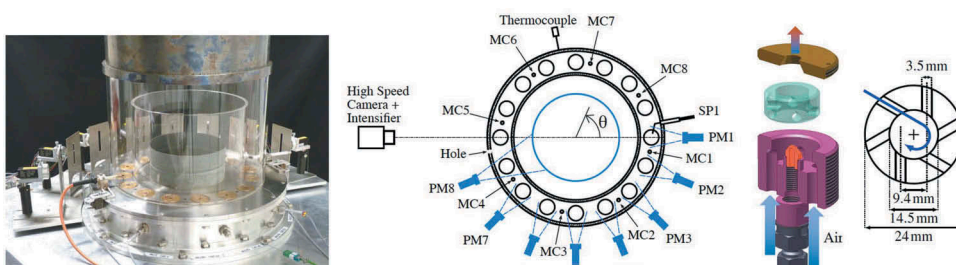 Thermocouple
MC7
MC6
MC8
High Speed
Camera +
Intensifier
MC5
SP1
θ
PM1
Hole
MC1
PM8
PM2
MC4
PM7
MC2
PM3
MC3
3.5 mm
Air
9.4 mm
14.5 mm
24 mm